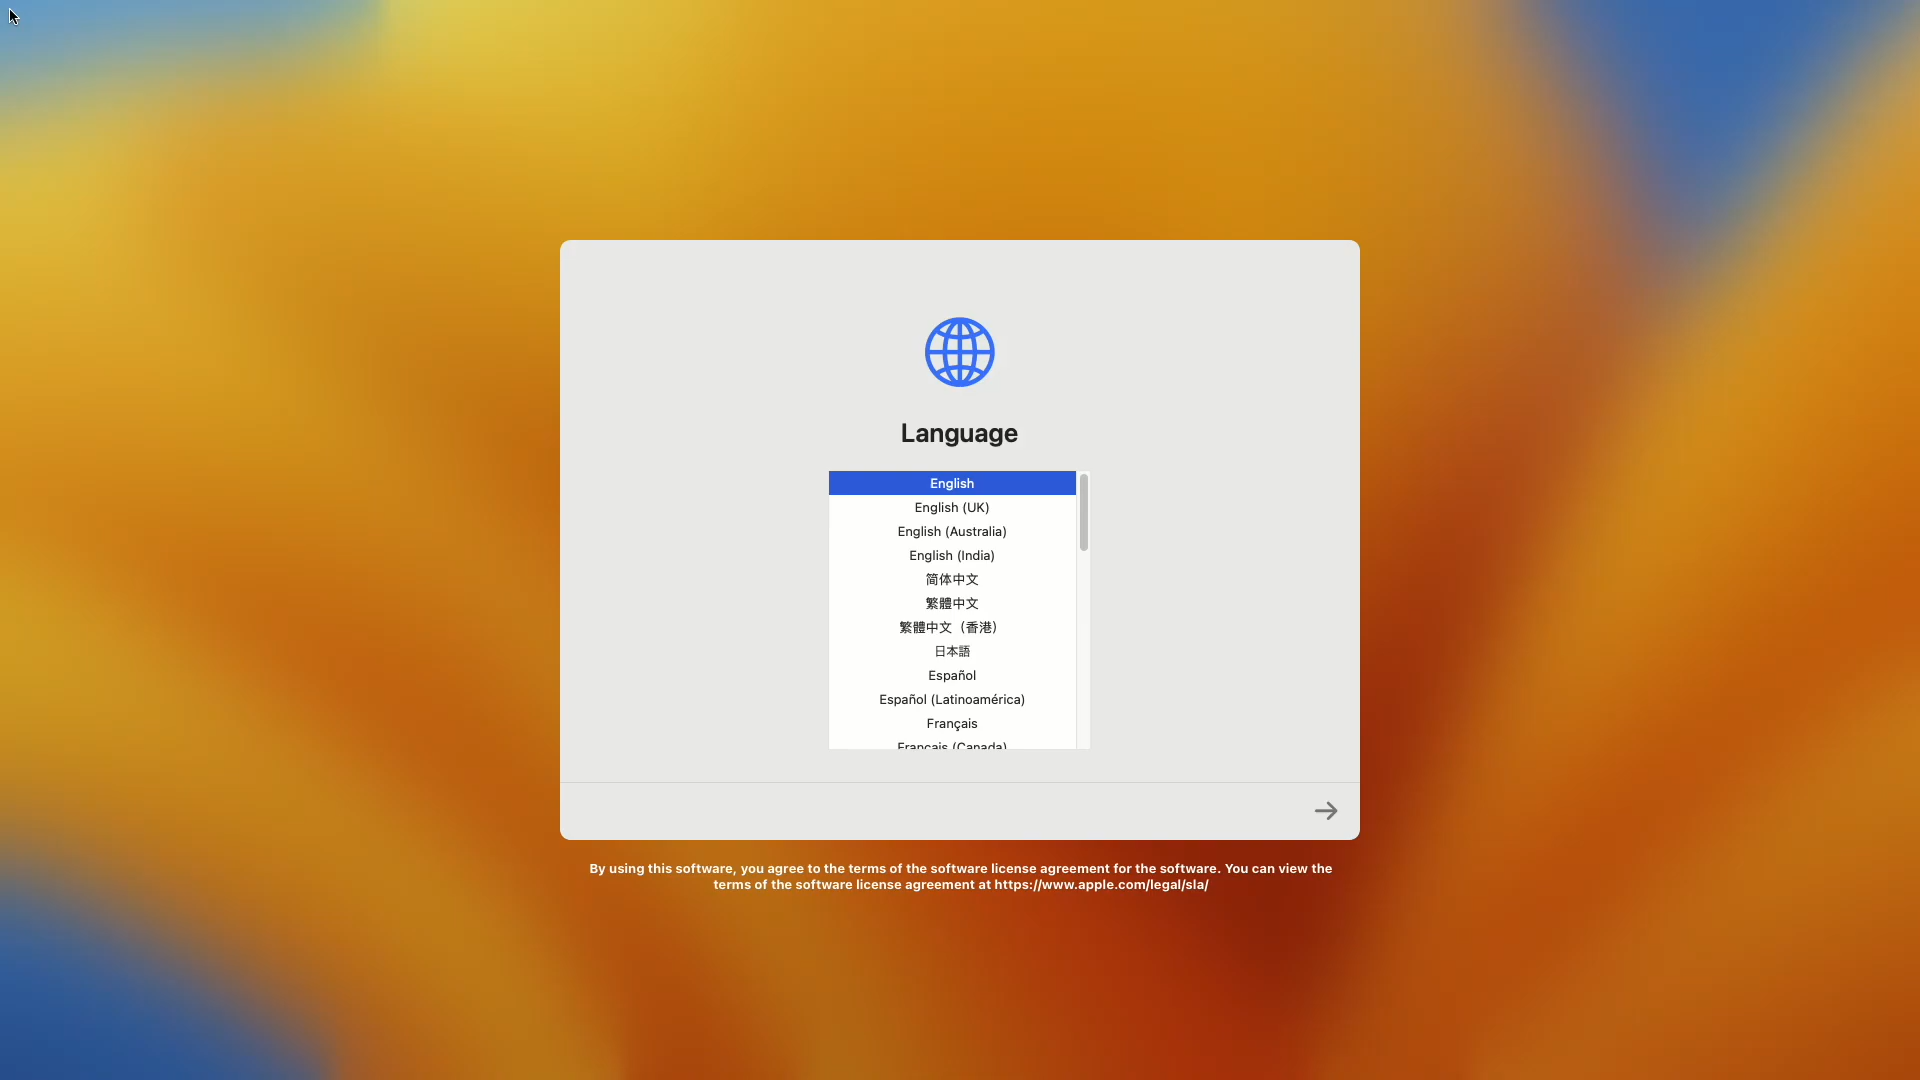 Language
English
English (UK)
English (Australia)
English (India)
简体中文
繁體中文
繁體中文（香港）
日本語
Español
Español (Latinoamérica)
Français
Français (Canada)
By using this software, you agree to the terms of the software license agreement for the software. You can view the
terms of the software license agreement at https://www.apple.com/legal/sla/